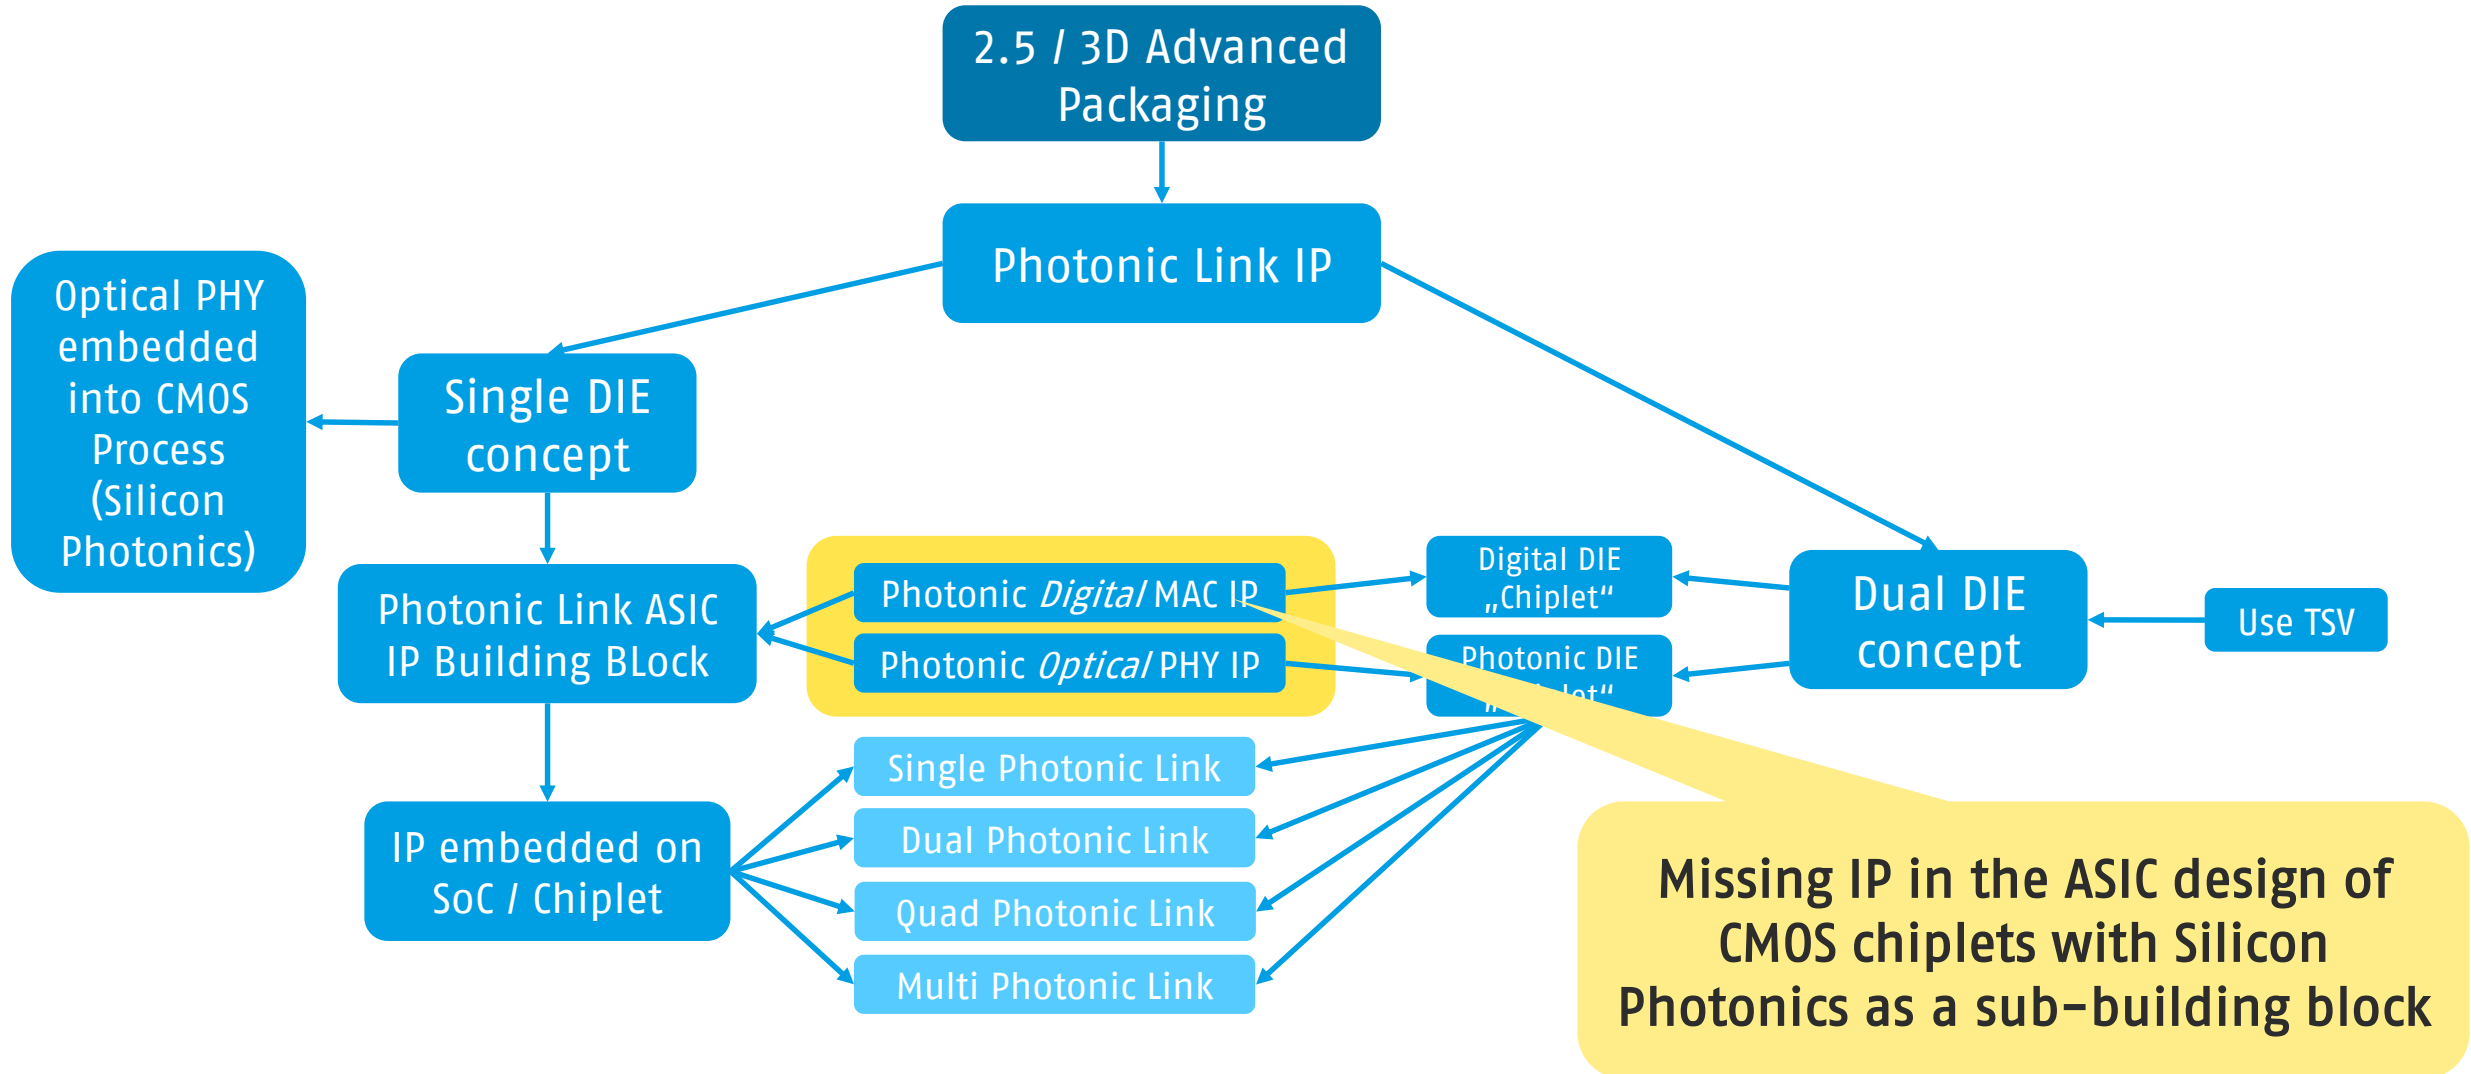 2.5 / 3D Advanced
Packaging
Photonic Link IP
Optical PHY
embedded
into CMOS
Process
(Silicon
Photonics)
Single DIE
concept
Photonic Link ASIC
IP Building BLock
IP embedded on
SoC / Chiplet
Photonic Digital MAC IP
Photonic Optical PHY IP
Single Photonic Link
Dual Photonic Link
Quad Photonic Link
Multi Photonic Link
Digital DIE
„Chiplet“
Photonic DIE
Dual DIE
concept
Use TSV
Missing IP in the ASIC design of
CMOS chiplets with Silicon
Photonics as a sub-building block